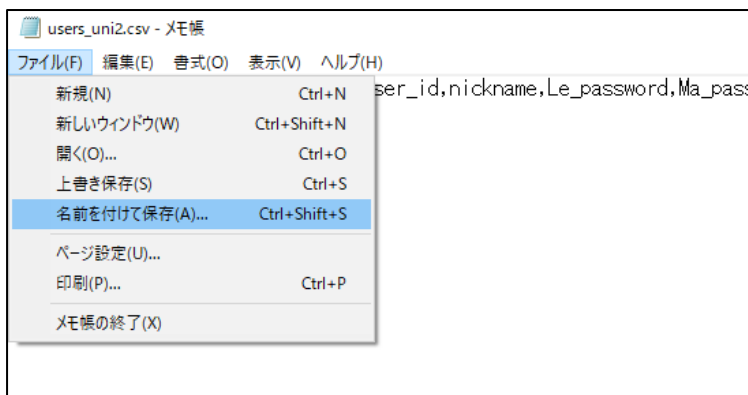 users_uni2.csv - メモ帳
ファイル(F) 編集(E) 書式(O) 表示(V) ヘルプ(H)
ser_id,nickname,Le_password,Ma_pass
新規(N) Ctrl+N
新しいウィンドウ(W) Ctrl+Shift+N
開く(O)... Ctrl+O
上書き保存(S) Ctrl+S
名前を付けて保存(A)... Ctrl+Shift+S
ページ設定(U)...
印刷(P)... Ctrl+P
メモ帳の終了(X)